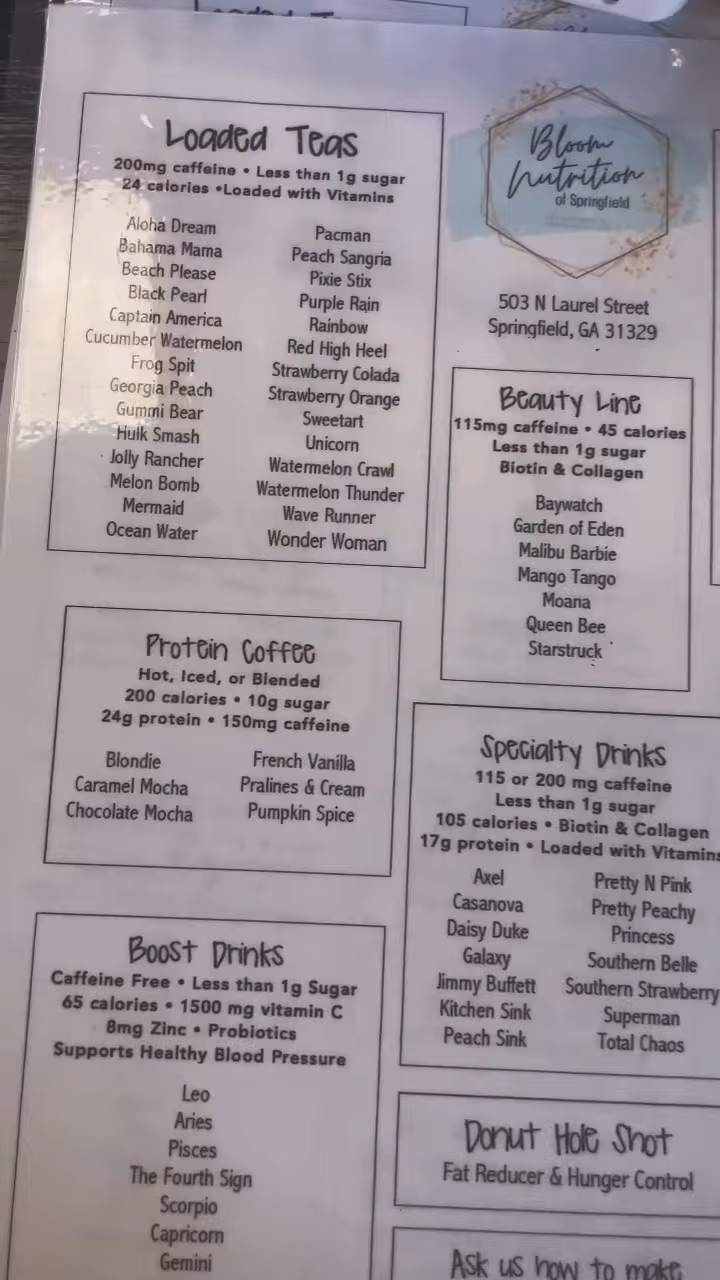 Loaded Teas
200mg caffeine • Less than 1g sugar
24 calories •Loaded with Vitamins
Aloha Dream
Bahama Mama
Beach Please
Black Pearl
Captain America
Cucumber Watermelon
Frog Spit
Georgia Peach
Gummi Bear
Hulk Smash
Jolly Rancher
Melon Bomb
Mermaid
Ocean Water
Pacman
Peach Sangria
Pixie Stix
Purple Rain
Rainbow
Red High Heel
Strawberry Colada
Strawberry Orange
Sweetart
Unicorn
Watermelon Crawl
Watermelon Thunder
Wave Runner
Wonder Woman
Bloom
Nutrition
of Springfield
503 N Laurel Street
Springfield, GA 31329
Beauty Line
115mg caffeine • 45 calories
Less than 1g sugar
Biotin & Collagen
Baywatch
Garden of Eden
Malibu Barbie
Mango Tango
Moana
Queen Bee
Starstruck
Protein Coffee
Hot, Iced, or Blended
200 calories • 10g sugar
24g protein • 150mg caffeine
Blondie
Caramel Mocha
Chocolate Mocha
French Vanilla
Pralines & Cream
Pumpkin Spice
Specialty Drinks
115 or 200 mg caffeine
Less than 1g sugar
105 calories • Biotin & Collagen
17g protein • Loaded with Vitamins
Axel
Casanova
Daisy Duke
Galaxy
Jimmy Buffett
Kitchen Sink
Peach Sink
Pretty N Pink
Pretty Peachy
Princess
Southern Belle
Southern Strawberry
Superman
Total Chaos
Boost Drinks
Caffeine Free • Less than 1g Sugar
65 calories • 1500 mg vitamin C
8mg Zinc • Probiotics
Supports Healthy Blood Pressure
Leo
Aries
Pisces
The Fourth Sign
Scorpio
Capricorn
Gemini
Donut Hole Shot
Fat Reducer & Hunger Control
Ask us how to make